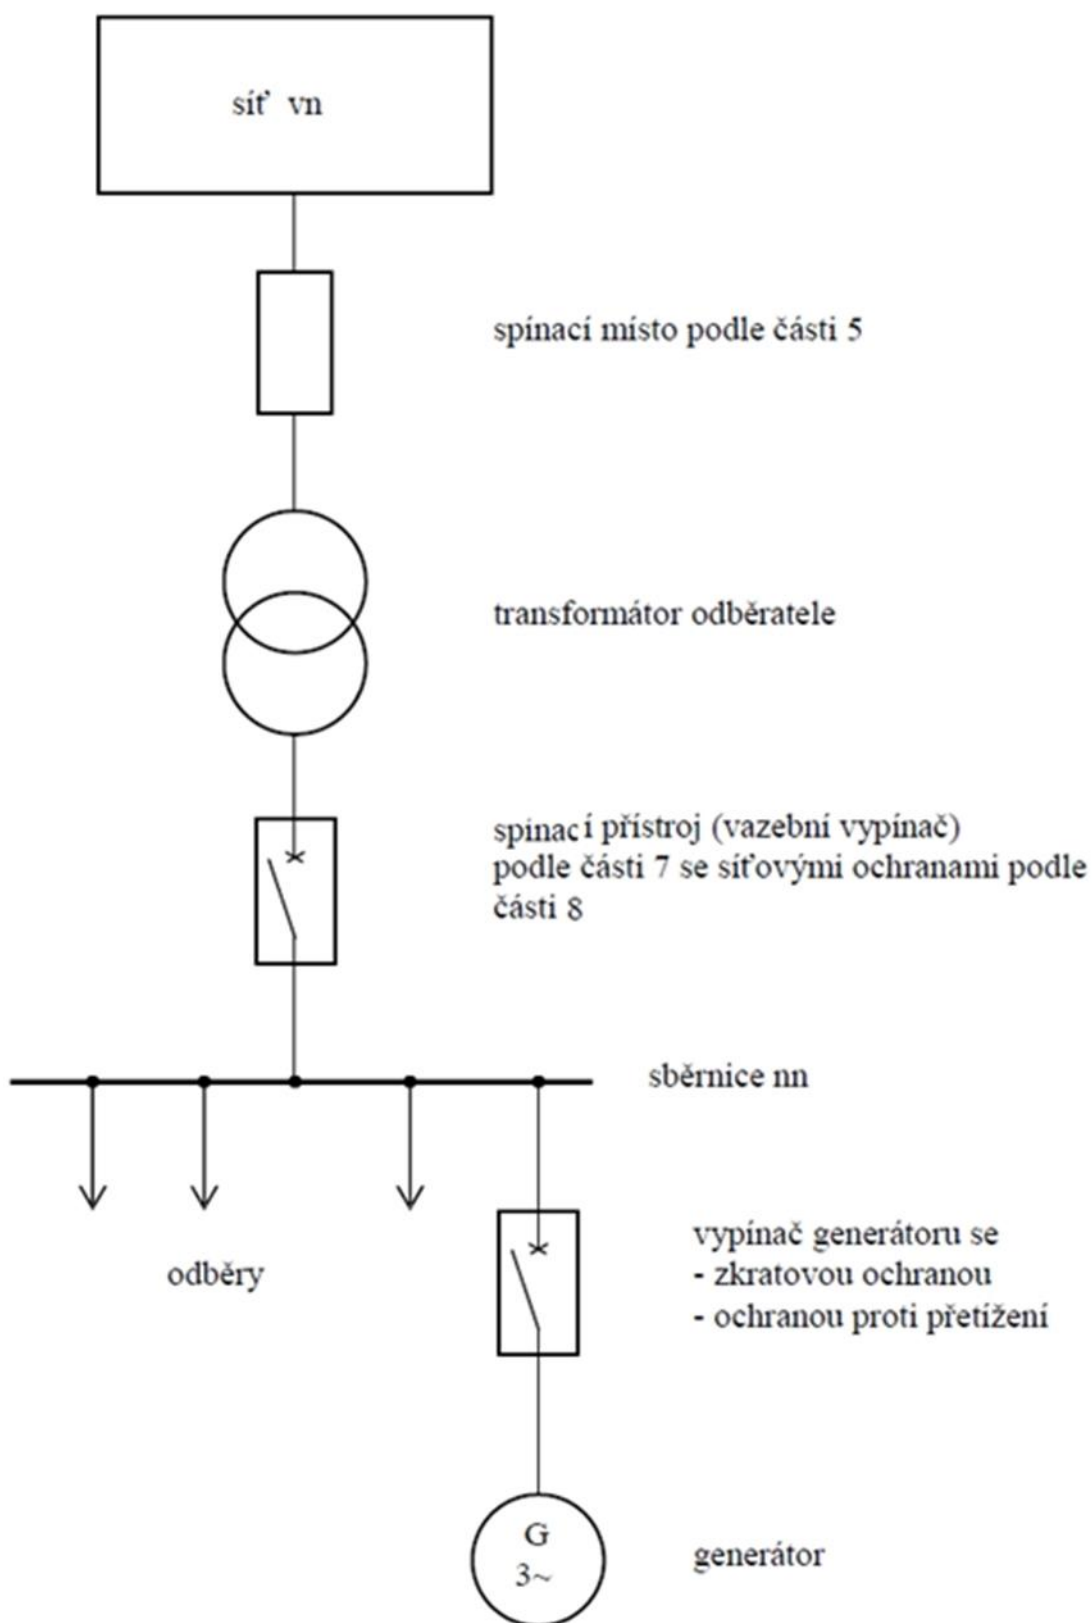 síť vn
spínací místo podle části 5
transformátor odběratele
spinací přístroj (vazební vypínač)
podle části 7 se síťovými ochranami podle
části 8
sběrnice nn
odběry
vypínač generátoru se
- zkratovou ochranou
- ochranou proti přetížení
G
3~
generátor